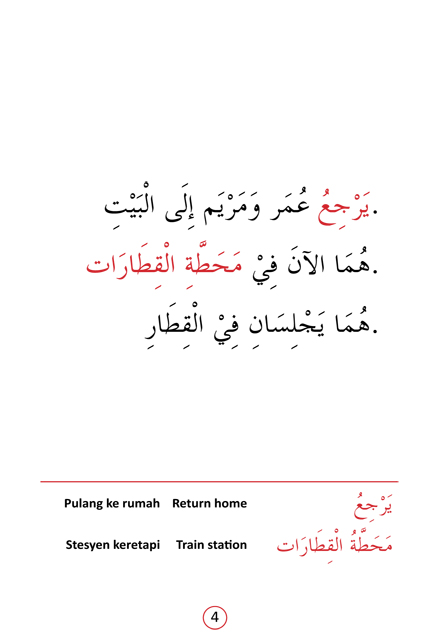 .يَرْجِعُ عُمَر وَمَرْيَم إِلَى الْبَيْتِ
.هُمَا الآنَ فِيْ مَحَطَّةِ الْقِطَارَات
.هُمَا يَجْلِسَانِ فِيْ الْقِطَارِ
Pulang ke rumah Return home يَرْجِعُ
Stesyen keretapi Train station مَحَطَّةُ الْقِطَارَات
4